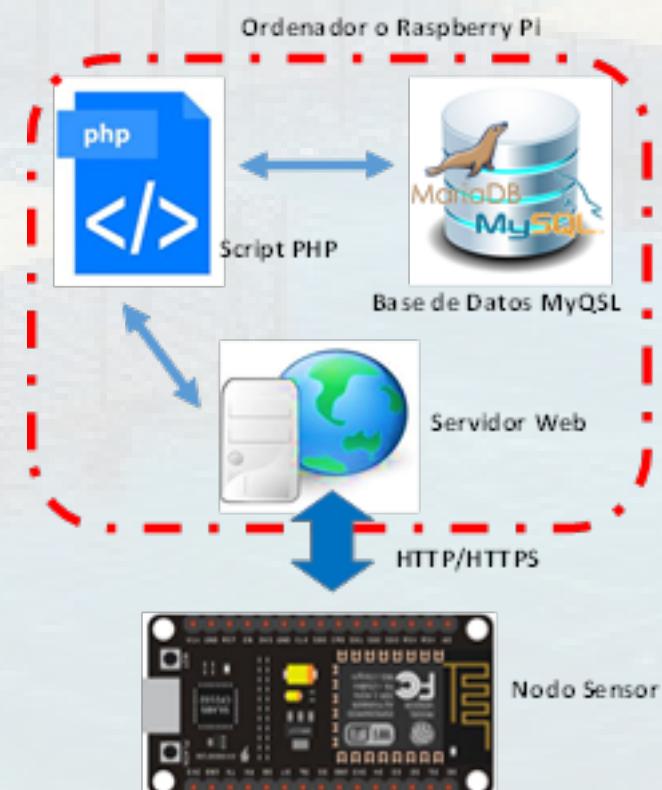 Ordenador o Raspberry Pi
php
</>
Script PHP
MariaDB
MySQL
Base de Datos MyQSL
Servidor Web
HTTP/HTTPS
Nodo Sensor